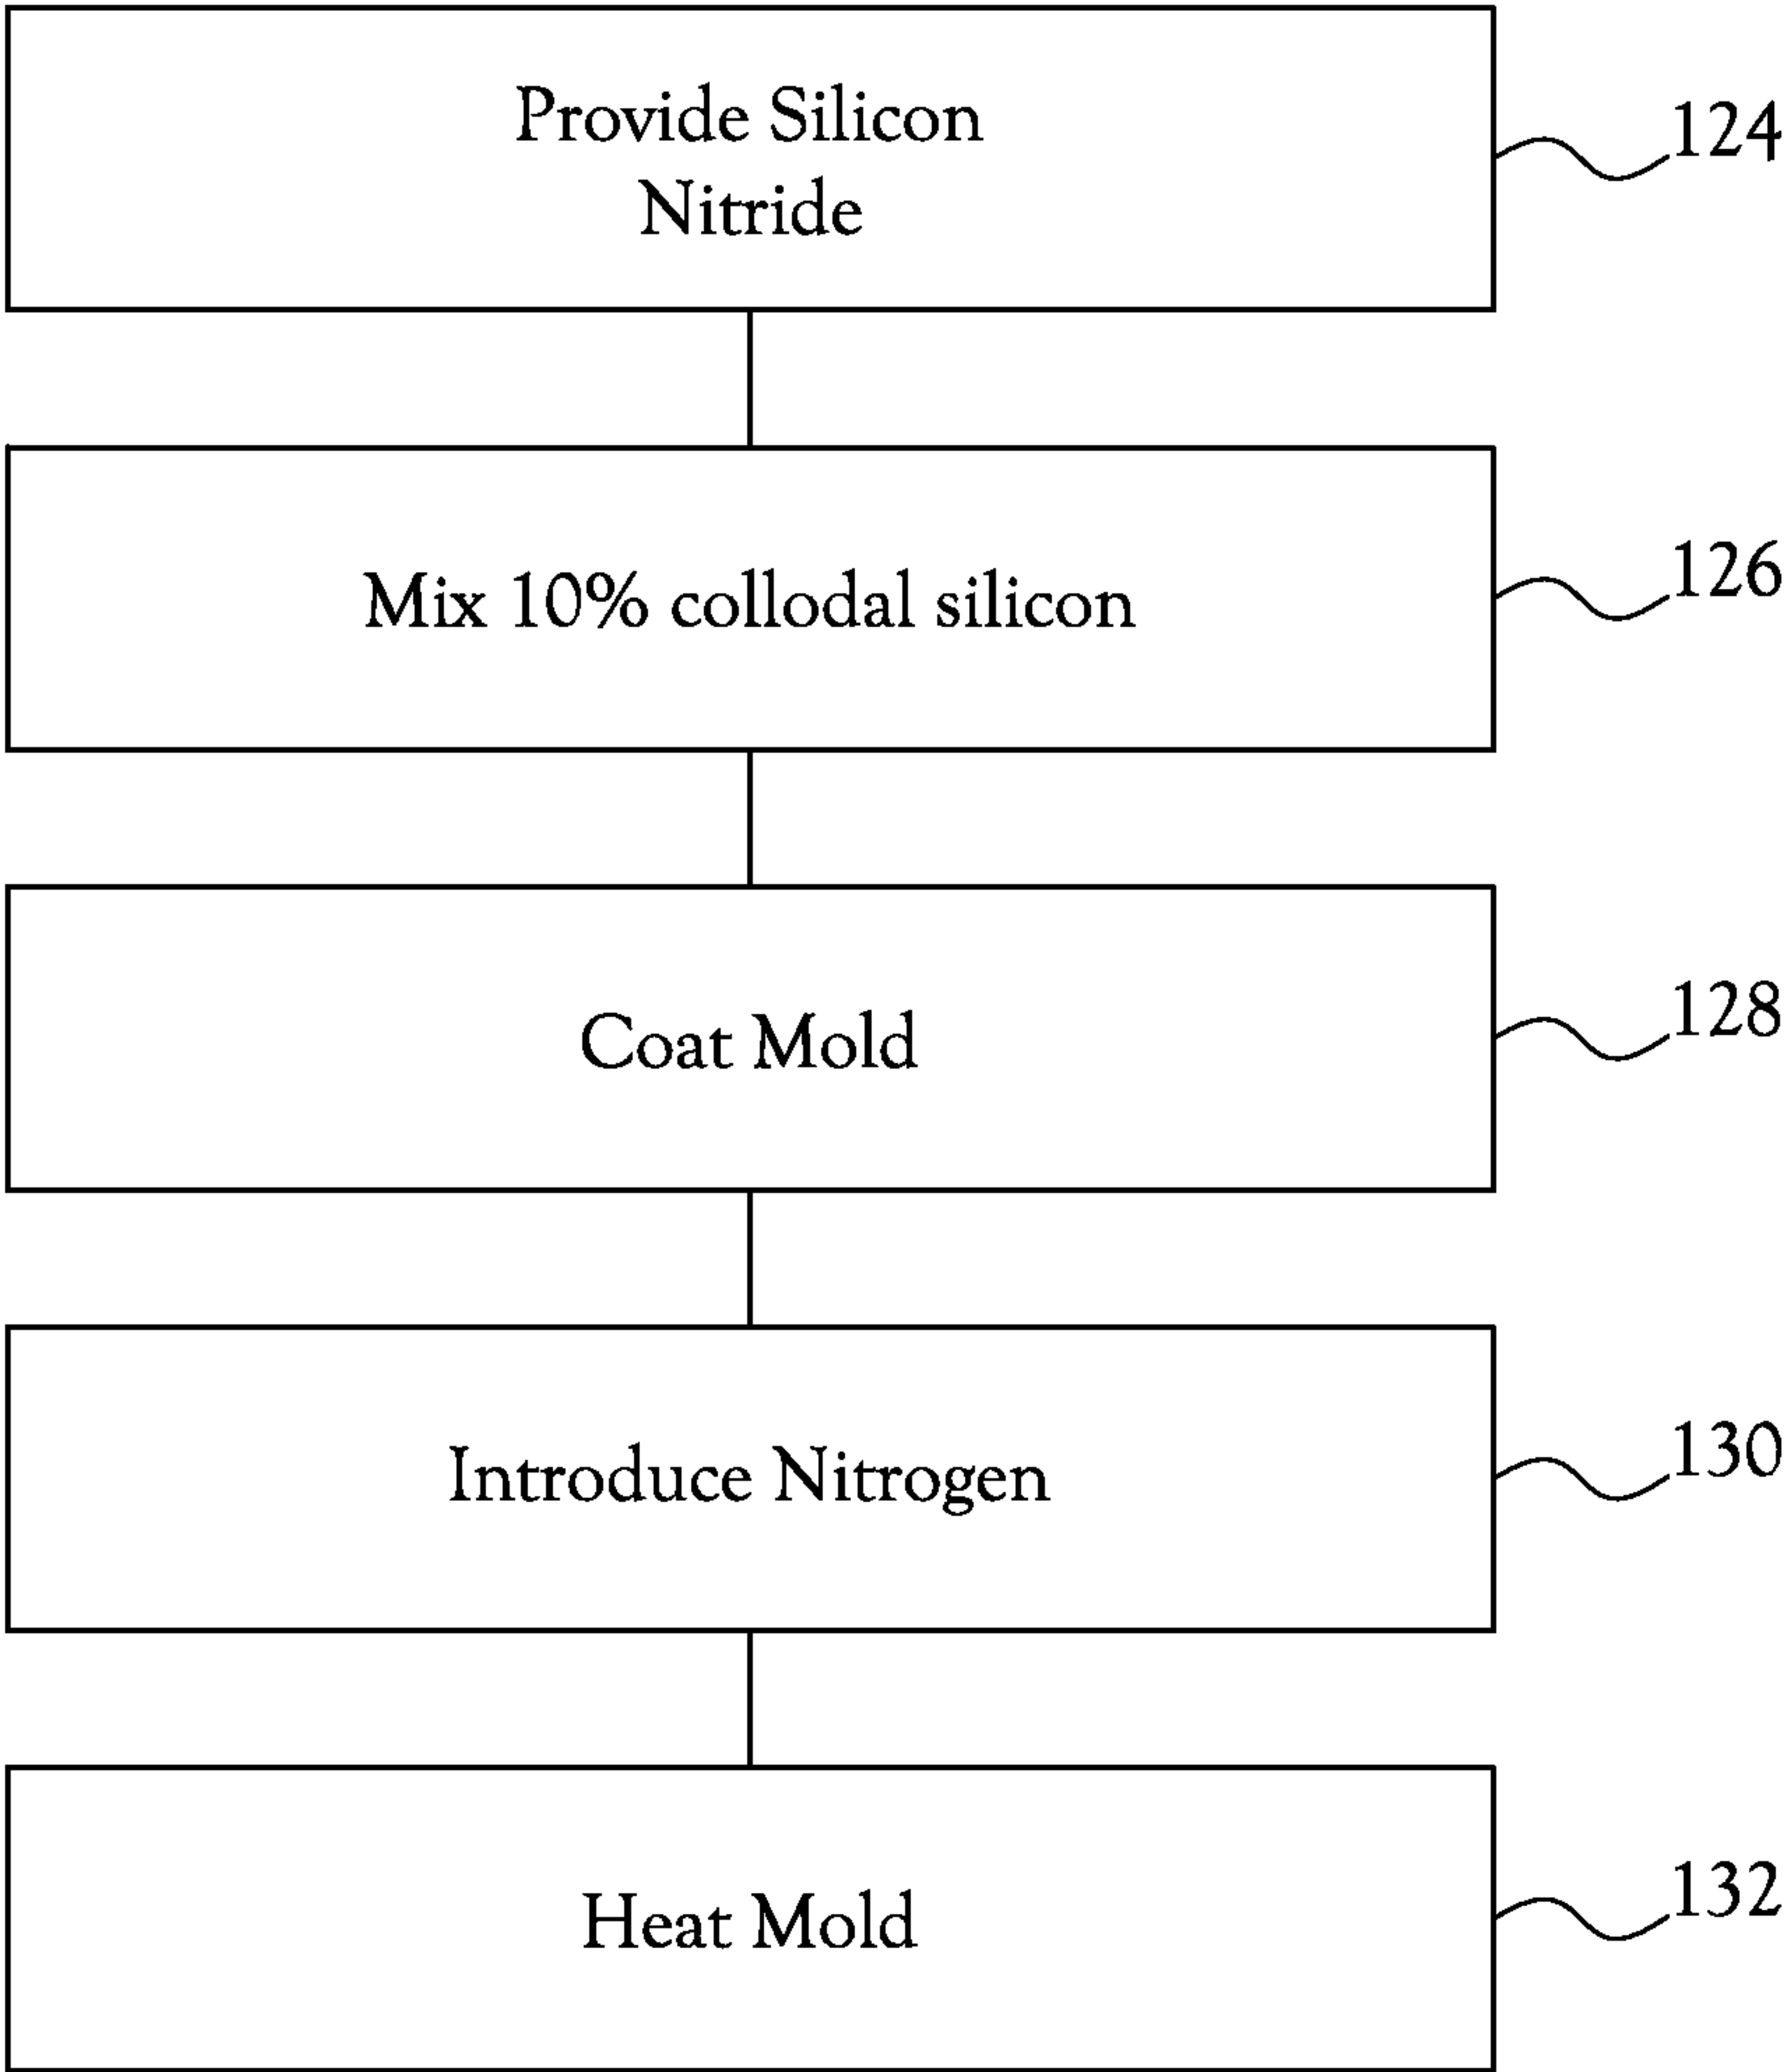 Provide Silicon
Nitride
124
Mix 10% collodal silicon
126
Coat Mold
128
Introduce Nitrogen
130
Heat Mold
132